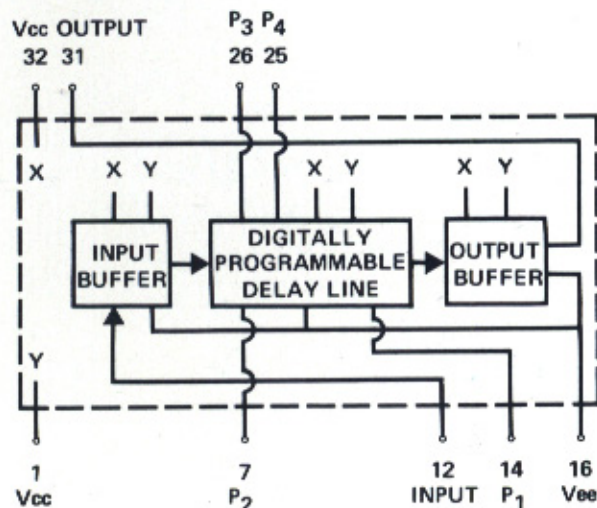 Vcc OUTPUT P3 P4
32 31 26 25
X X Y X Y X Y
INPUT BUFFER
DIGITALLY PROGRAMMABLE DELAY LINE
OUTPUT BUFFER
Y
1 7 12 14 16
Vcc P2 INPUT P1 Vee